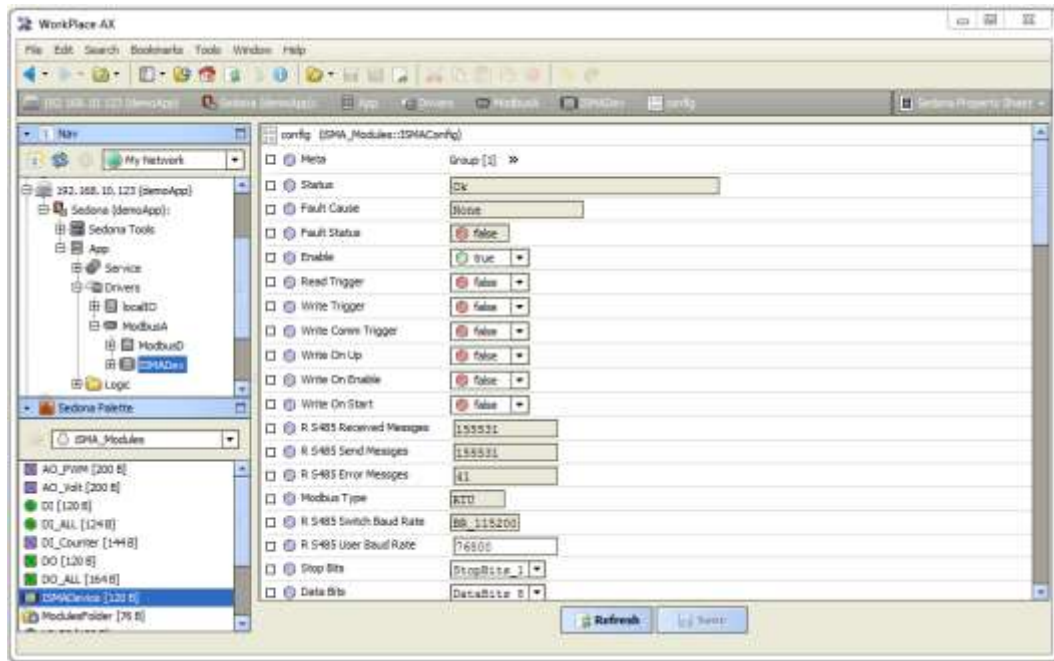 WorkPlace AX
File Edit Search Bookmarks Tools Window Help
Sedona Property Sheet
Nav
My Network
192.168.10.123 (demoApp)
Sedona (demoApp):
Sedona Tools
App
Service
Drivers
localIO
ModbusA
ModbusD
ISMADev
Logic
Sedona Palette
ISMA_Modules
AO_PWM [200 B]
AO_Volt [200 B]
DI [120 B]
DI_ALL [124 B]
DI_Counter [144 B]
DO [120 B]
DO_ALL [164 B]
ISMADevice [120 B]
ModulesFolder [76 B]
config (ISMA_Modules::ISMAConfig)
Meta Group [1] »
Status Ok
Fault Cause None
Fault Status false
Enable true
Read Trigger false
Write Trigger false
Write Comm Trigger false
Write On Up false
Write On Enable false
Write On Start false
R S485 Received Messges 155531
R S485 Send Messges 155531
R S485 Error Messges 41
Modbus Type RTU
R S485 Switch Baud Rate BR_115200
R S485 User Baud Rate 76800
Stop Bits StopBits_1
Data Bits DataBits 8
Refresh
Save